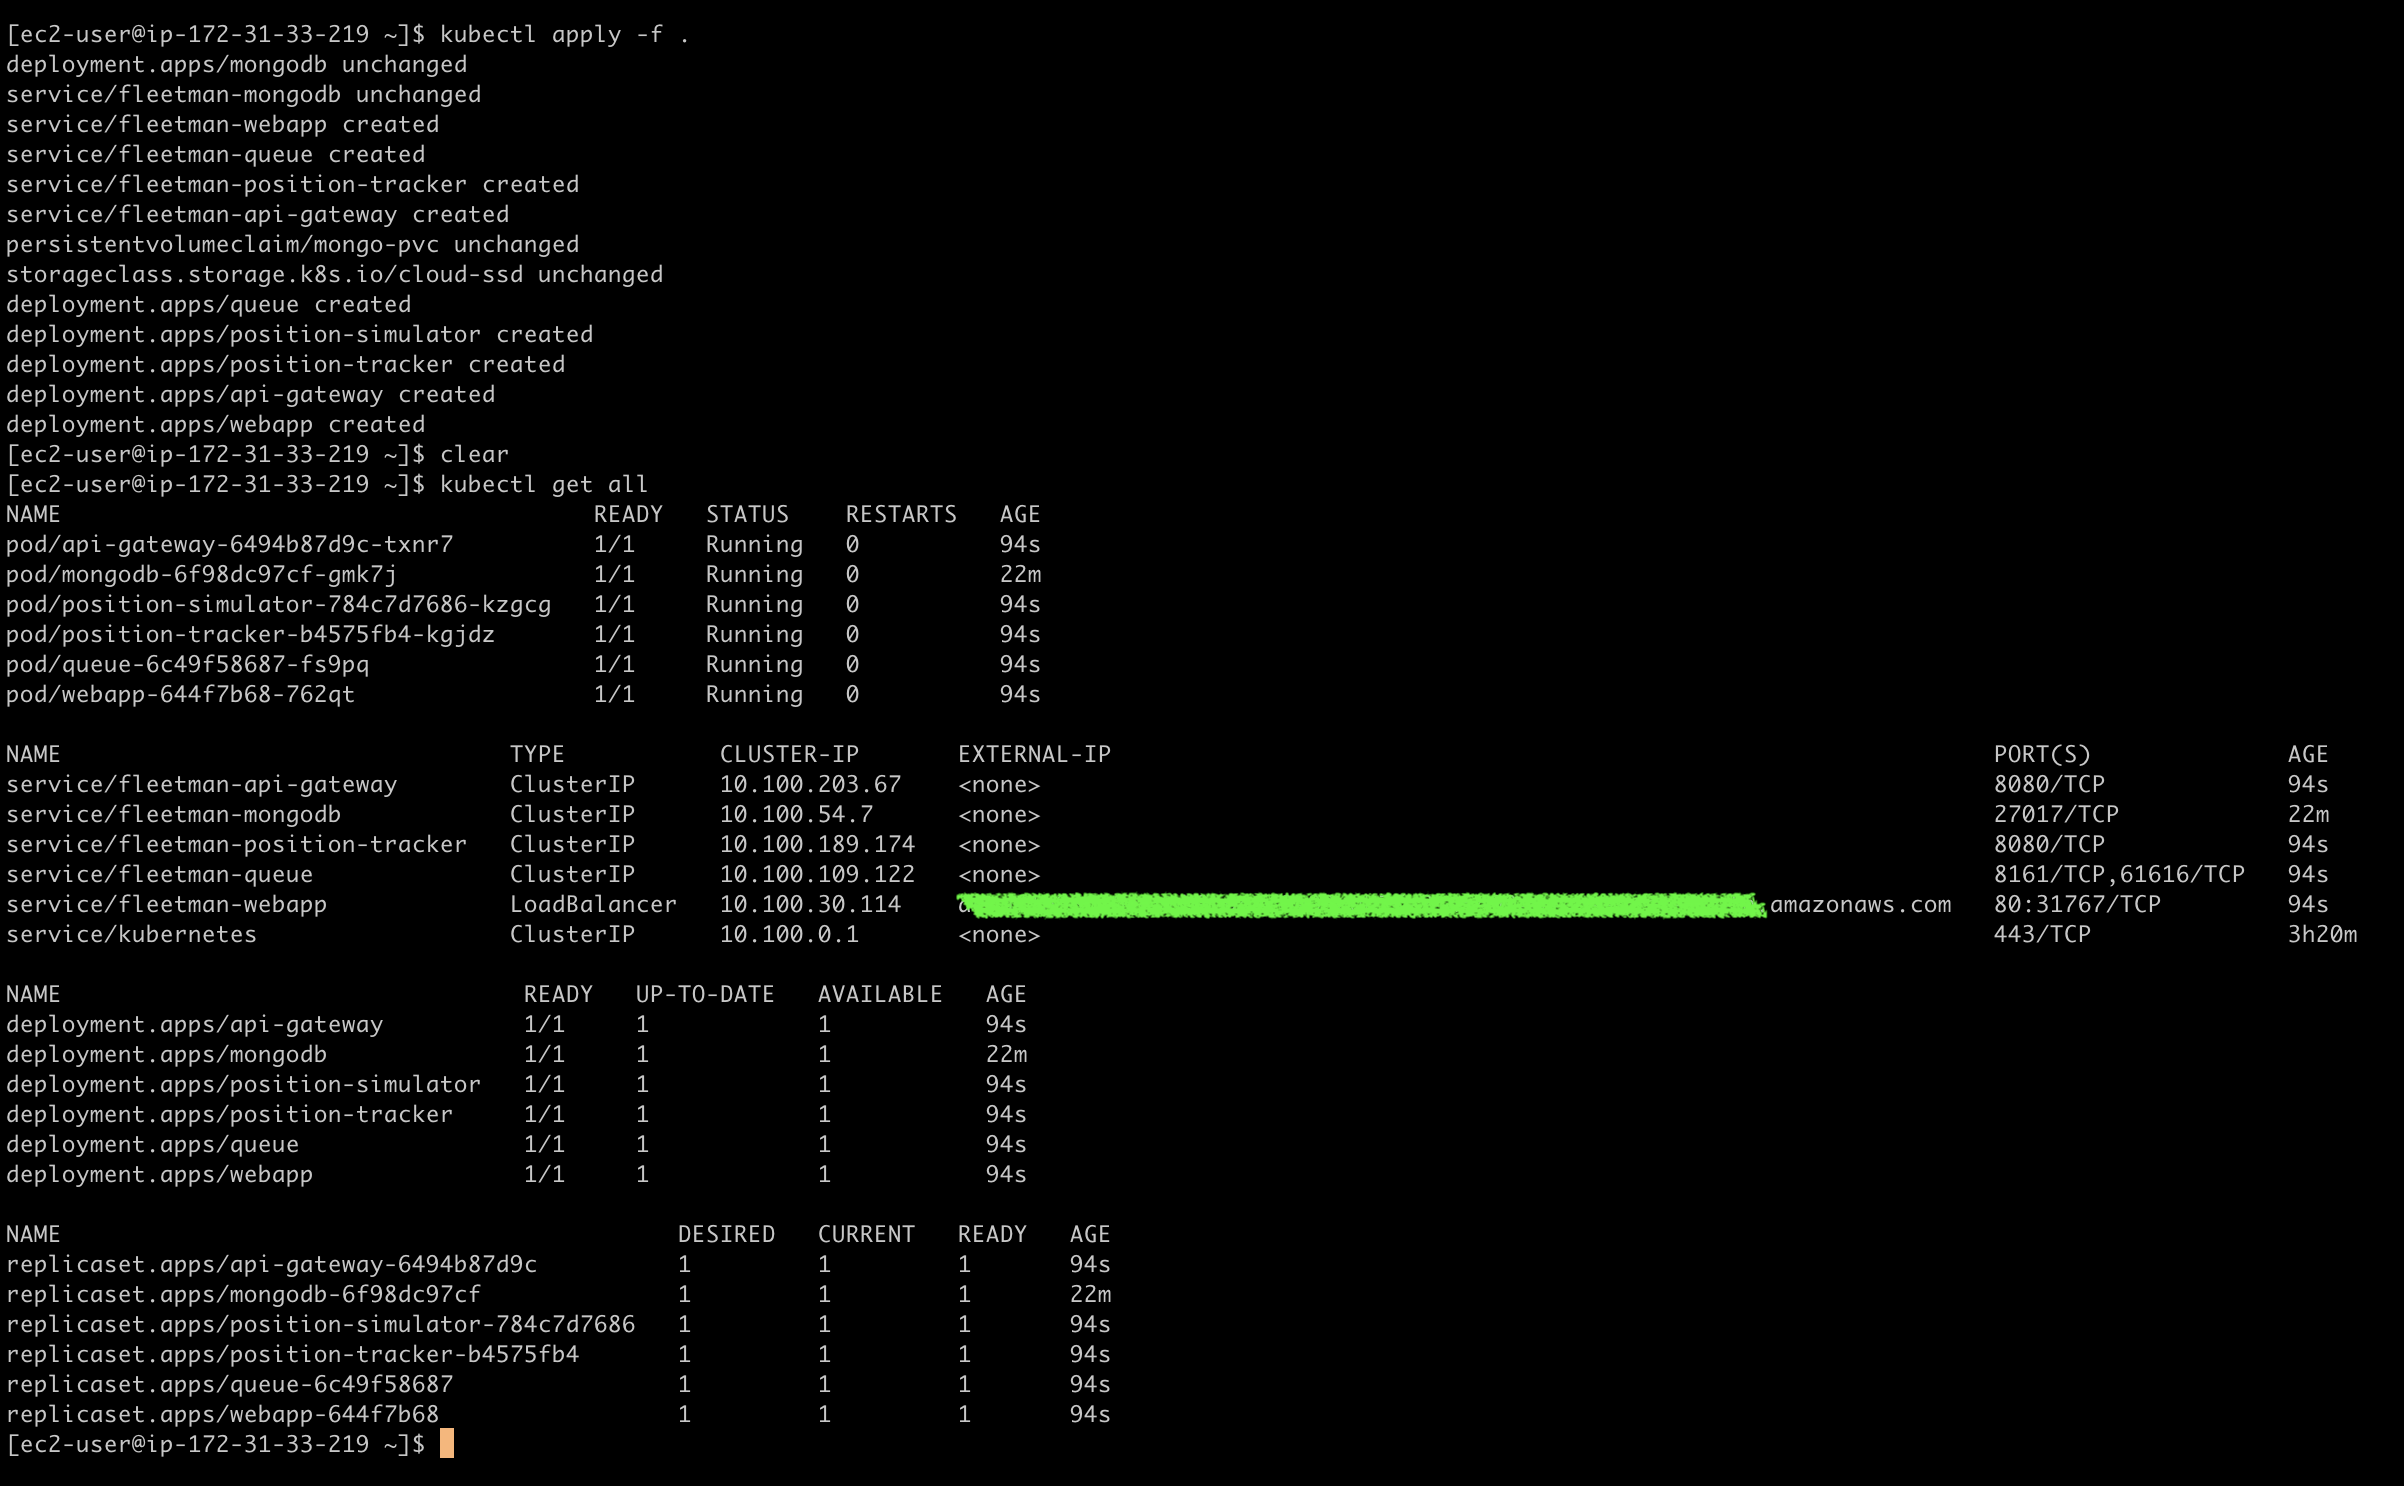 [ec2-user@ip-172-31-33-219 ~]$ kubectl apply -f .
deployment.apps/mongodb unchanged
service/fleetman-mongodb unchanged
service/fleetman-webapp created
service/fleetman-queue created
service/fleetman-position-tracker created
service/fleetman-api-gateway created
persistentvolumeclaim/mongo-pvc unchanged
storageclass.storage.k8s.io/cloud-ssd unchanged
deployment.apps/queue created
deployment.apps/position-simulator created
deployment.apps/position-tracker created
deployment.apps/api-gateway created
deployment.apps/webapp created
[ec2-user@ip-172-31-33-219 ~]$ clear
[ec2-user@ip-172-31-33-219 ~]$ kubectl get all
NAME READY STATUS RESTARTS AGE
pod/api-gateway-6494b87d9c-txnr7 1/1 Running 0 94s
pod/mongodb-6f98dc97cf-gmk7j 1/1 Running 0 22m
pod/position-simulator-784c7d7686-kzgcg 1/1 Running 0 94s
pod/position-tracker-b4575fb4-kgjdz 1/1 Running 0 94s
pod/queue-6c49f58687-fs9pq 1/1 Running 0 94s
pod/webapp-644f7b68-762qt 1/1 Running 0 94s
NAME TYPE CLUSTER-IP EXTERNAL-IP PORT(S) AGE
service/fleetman-api-gateway ClusterIP 10.100.203.67 <none> 8080/TCP 94s
service/fleetman-mongodb ClusterIP 10.100.54.7 <none> 27017/TCP 22m
service/fleetman-position-tracker ClusterIP 10.100.189.174 <none> 8080/TCP 94s
service/fleetman-queue ClusterIP 10.100.109.122 <none> 8161/TCP,61616/TCP 94s
service/fleetman-webapp LoadBalancer 10.100.30.114 .amazonaws.com 80:31767/TCP 94s
service/kubernetes ClusterIP 10.100.0.1 <none> 443/TCP 3h20m
NAME READY UP-TO-DATE AVAILABLE AGE
deployment.apps/api-gateway 1/1 1 1 94s
deployment.apps/mongodb 1/1 1 1 22m
deployment.apps/position-simulator 1/1 1 1 94s
deployment.apps/position-tracker 1/1 1 1 94s
deployment.apps/queue 1/1 1 1 94s
deployment.apps/webapp 1/1 1 1 94s
NAME DESIRED CURRENT READY AGE
replicaset.apps/api-gateway-6494b87d9c 1 1 1 94s
replicaset.apps/mongodb-6f98dc97cf 1 1 1 22m
replicaset.apps/position-simulator-784c7d7686 1 1 1 94s
replicaset.apps/position-tracker-b4575fb4 1 1 1 94s
replicaset.apps/queue-6c49f58687 1 1 1 94s
replicaset.apps/webapp-644f7b68 1 1 1 94s
[ec2-user@ip-172-31-33-219 ~]$